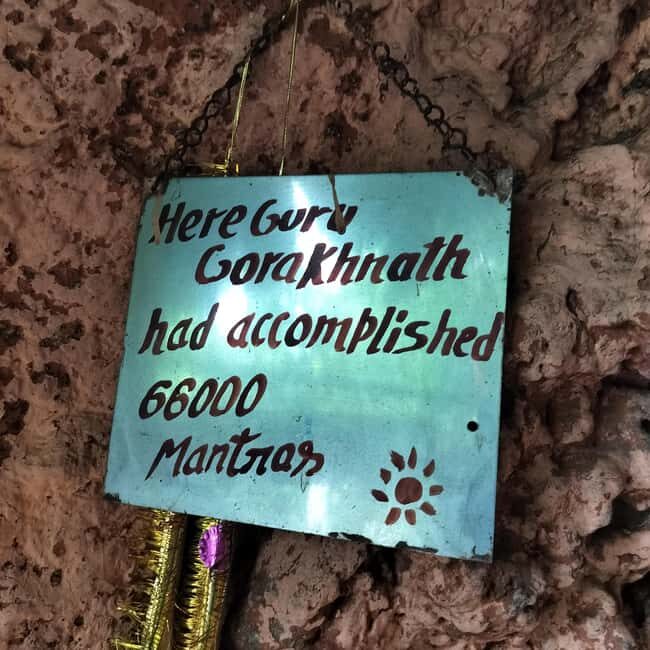 Here Guru
Gorakhnath
had accomplished
66000
Mantras